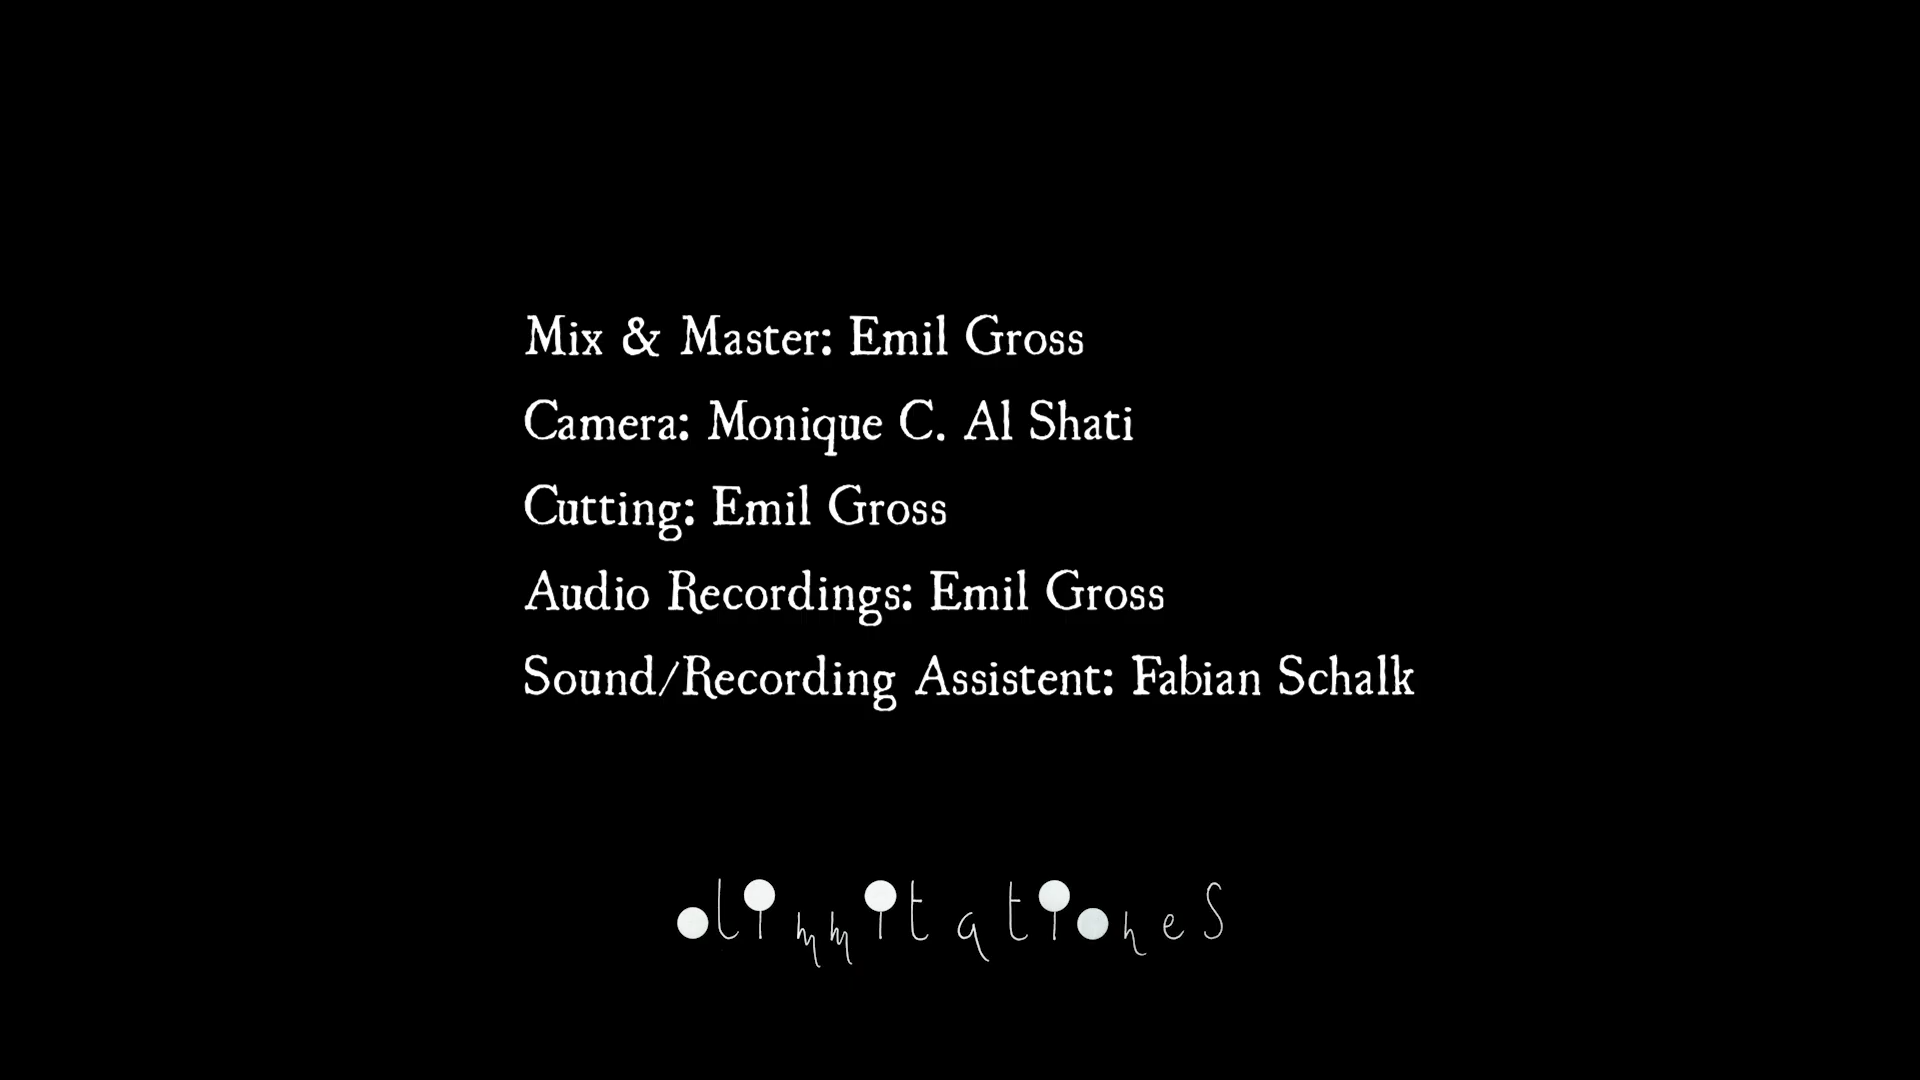 Mix & Master: Emil Gross
Camera: Monique C. Al Shati
Cutting: Emil Gross
Audio Recordings: Emil Gross
Sound/Recording Assistent: Fabian Schalk
olimmitationes